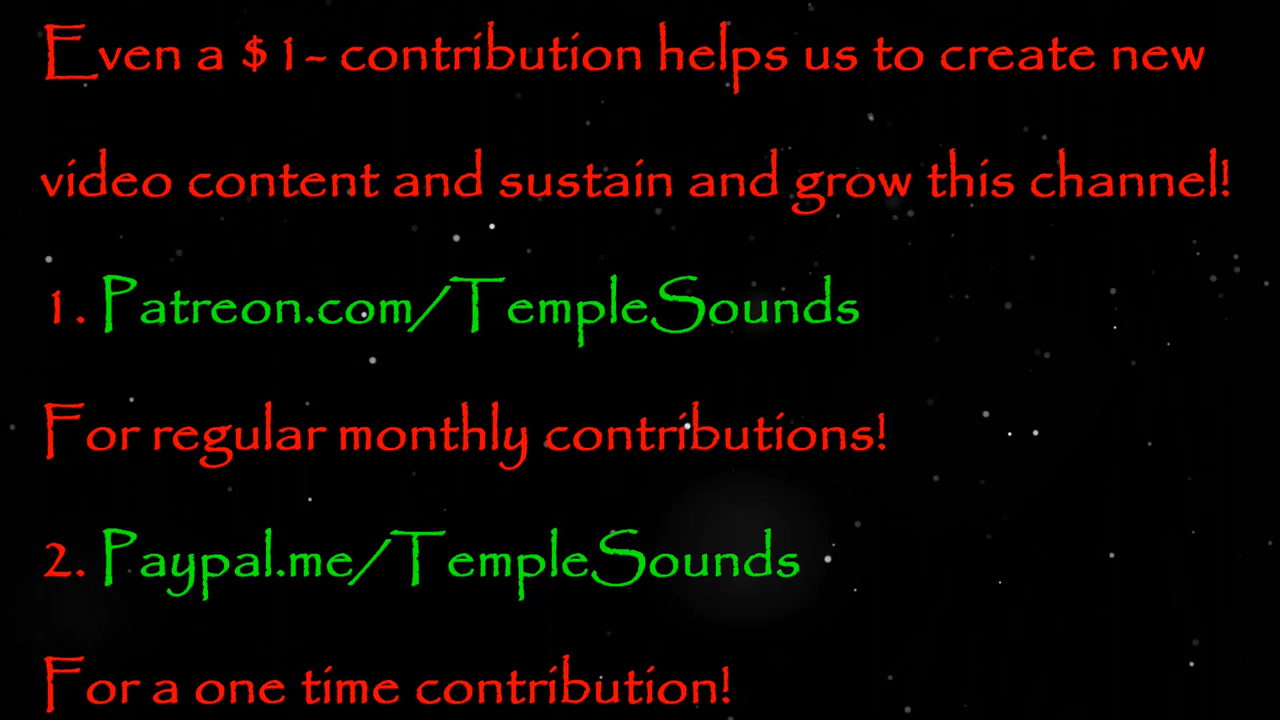 Even a $1- contribution helps us to create new
video content and sustain and grow this channel!
1. Patreon.com/TempleSounds
For regular monthly contributions!
2. Paypal.me/TempleSounds
For a one time contribution!